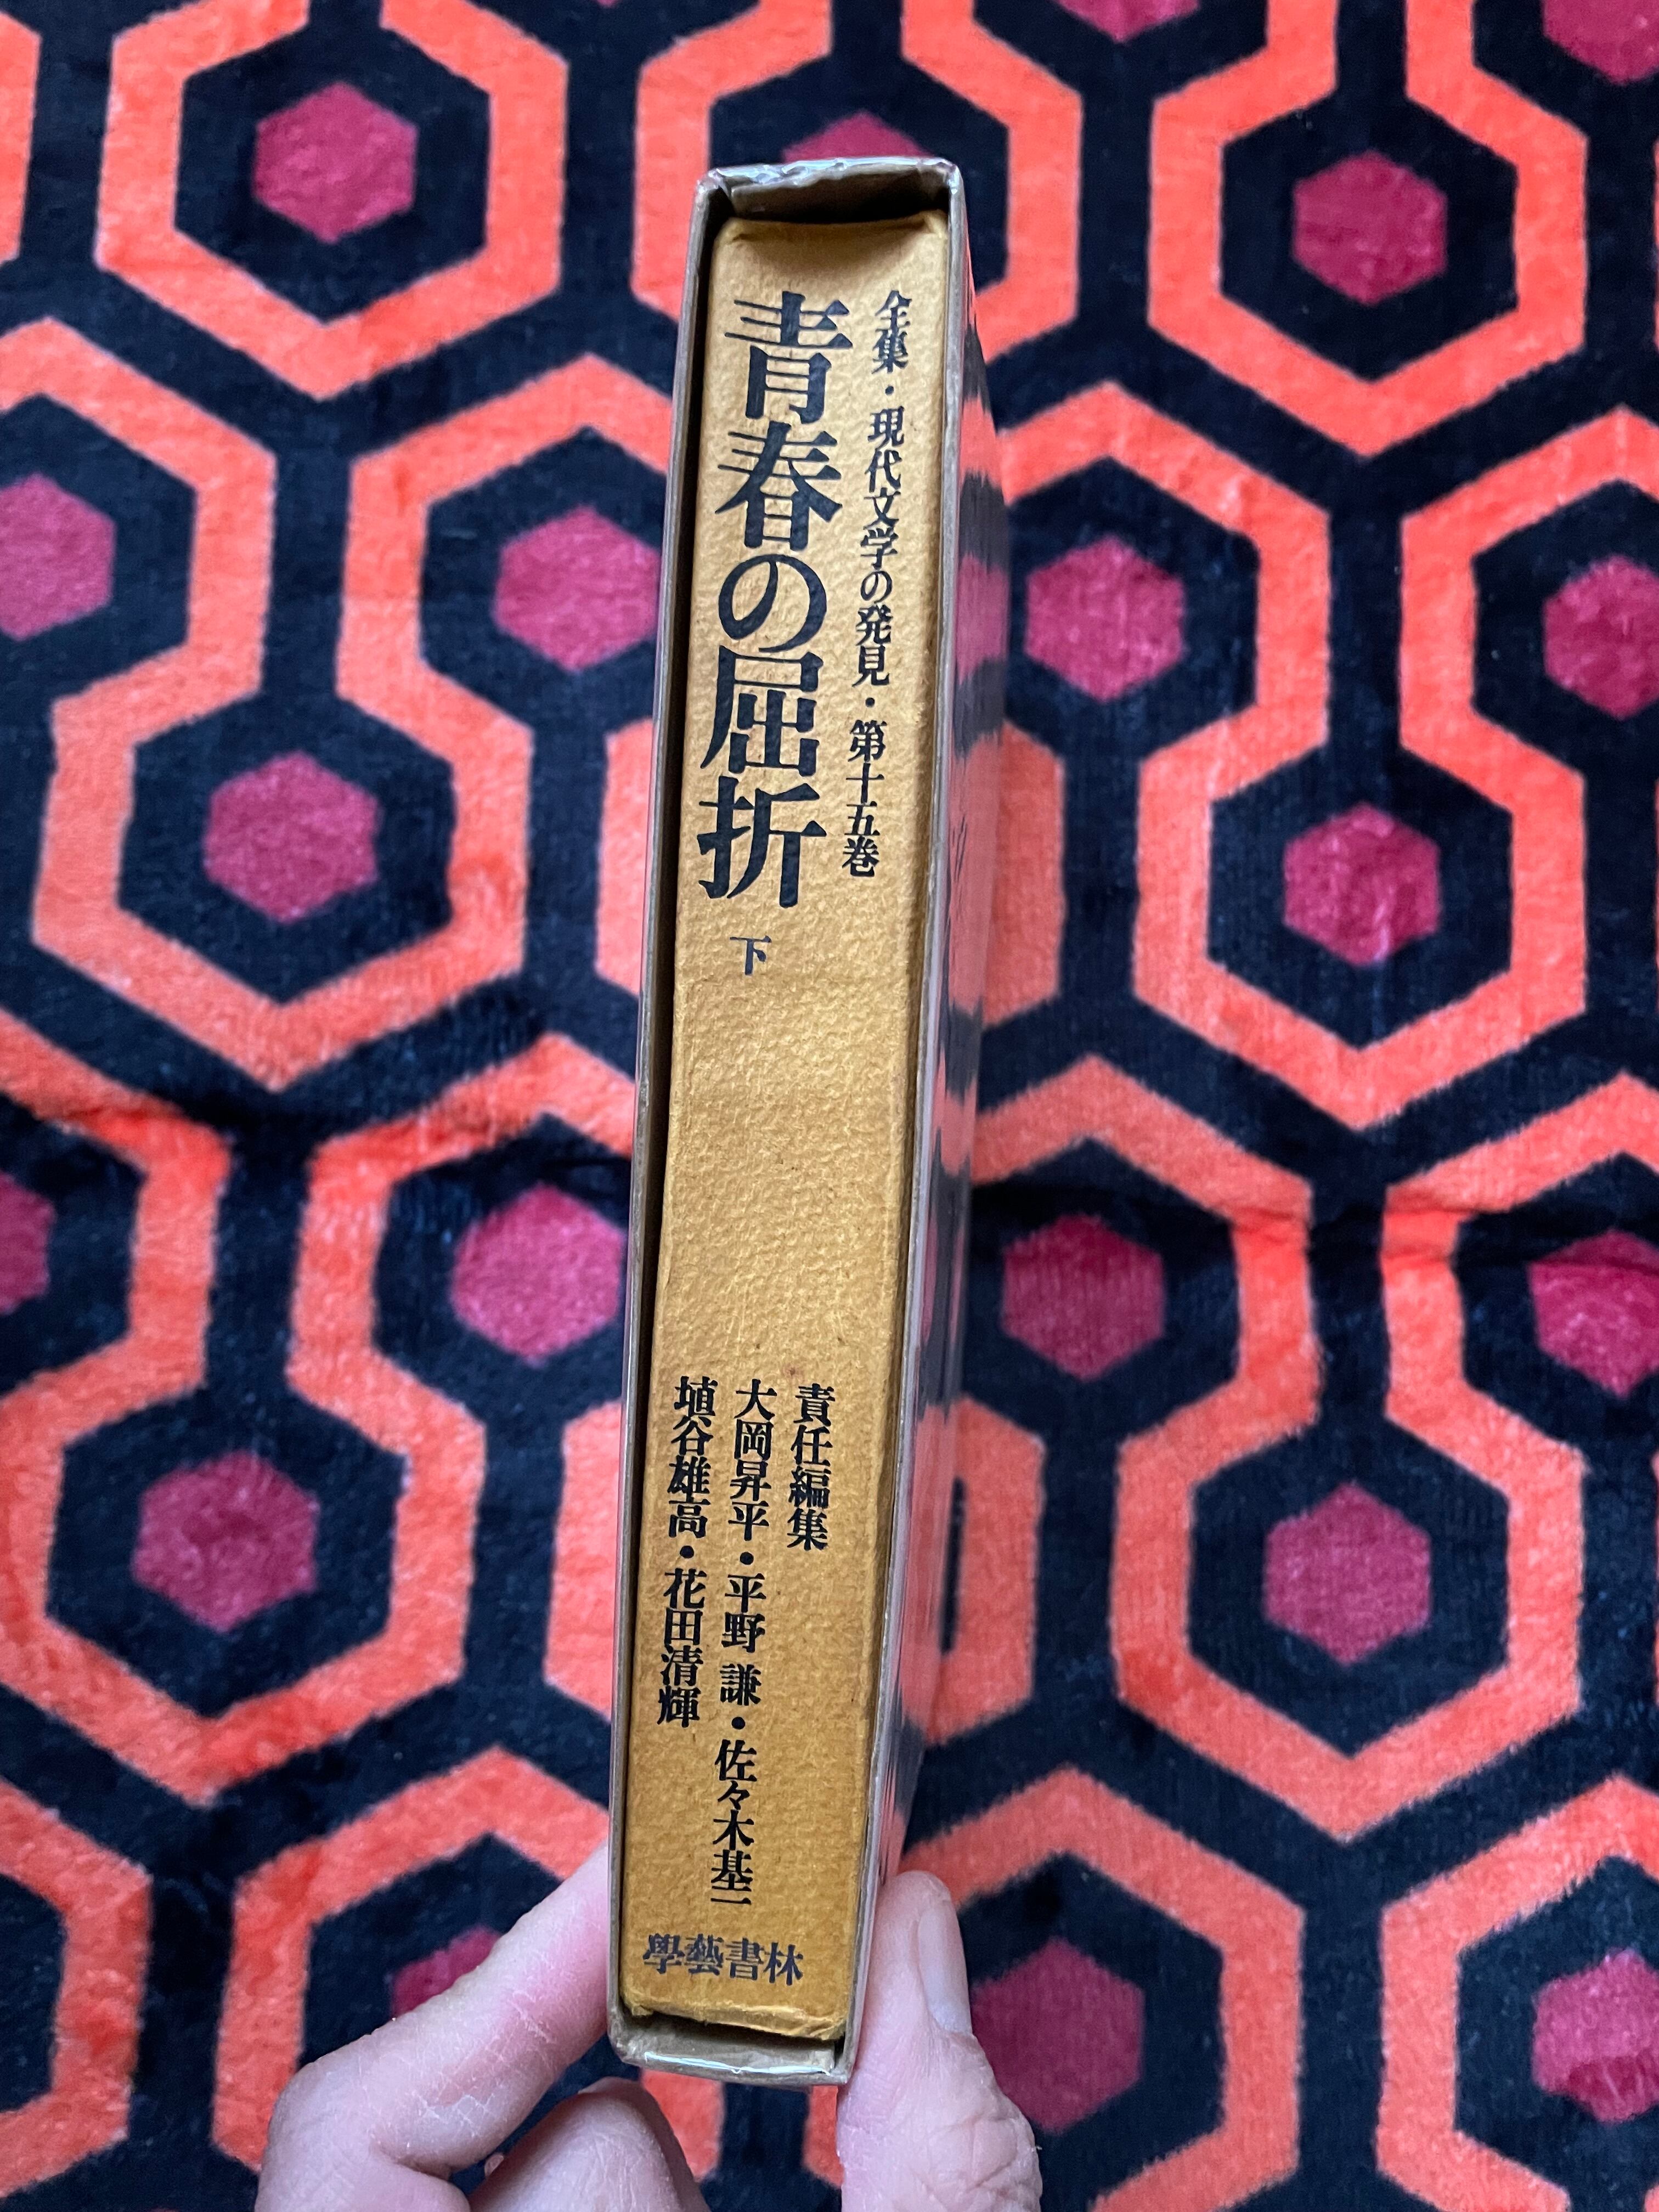 全集・現代文学の発見・第十五巻
青春の屈折 下
責任編集
大岡昇平・平野 謙・佐々木基一
埴谷雄高・花田清輝
學藝書林